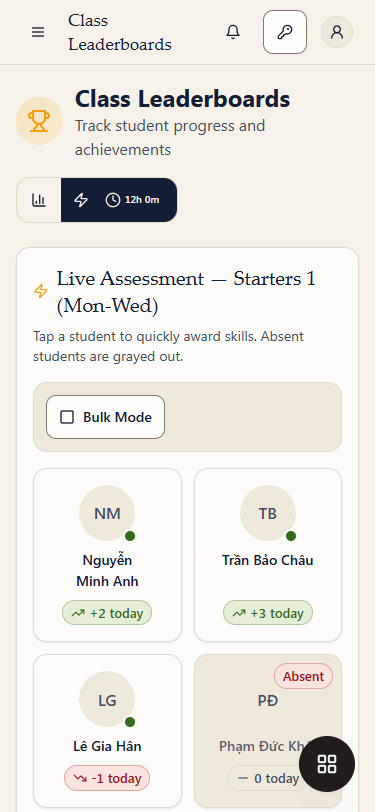 Class
Leaderboards
Class Leaderboards
Track student progress and
achievements
12h 0m
Live Assessment — Starters 1
(Mon-Wed)
Tap a student to quickly award skills. Absent
students are grayed out.
Bulk Mode
NM
Nguyễn
Minh Anh
+2 today
TB
Trần Bảo Châu
+3 today
LG
Lê Gia Hân
-1 today
Absent
PĐ
Phạm Đức
0 today